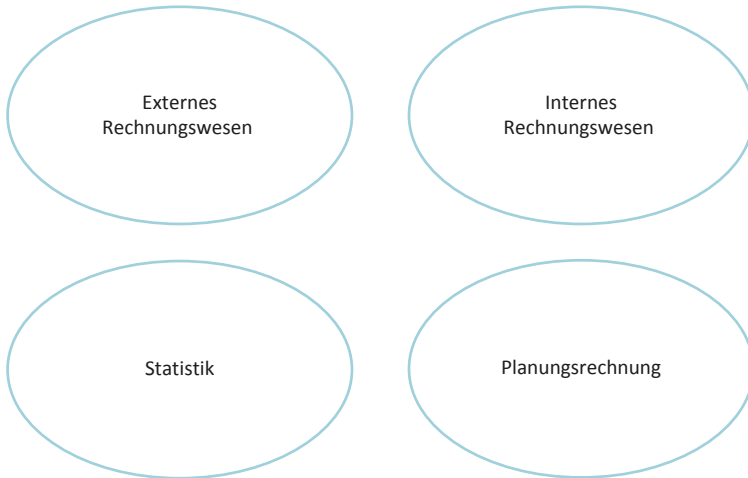 Externes
Rechnungswesen
Internes
Rechnungswesen
Statistik
Planungsrechnung